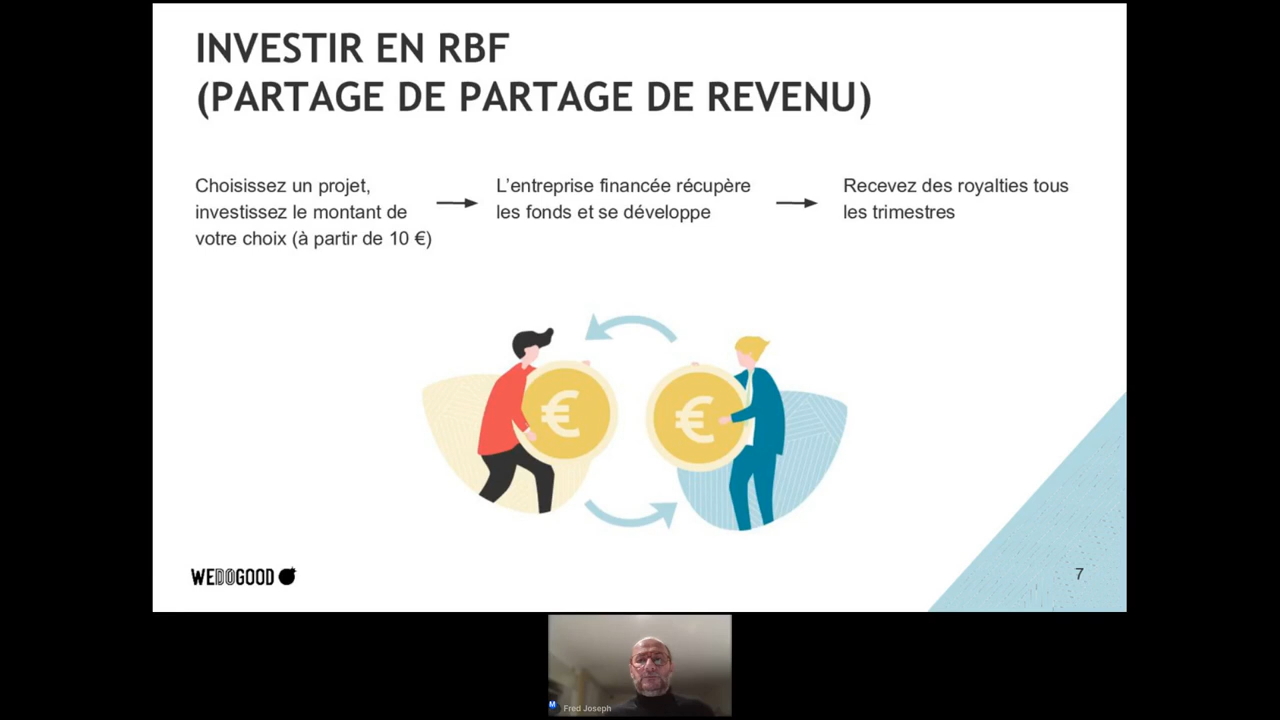 INVESTIR EN RBF
(PARTAGE DE PARTAGE DE REVENU)
Choisissez un projet,
investissez le montant de
votre choix (à partir de 10 €)
L'entreprise financée récupère
les fonds et se développe
Recevez des royalties tous
les trimestres
€
€
WEDOGOOD
7
M
Fred Joseph